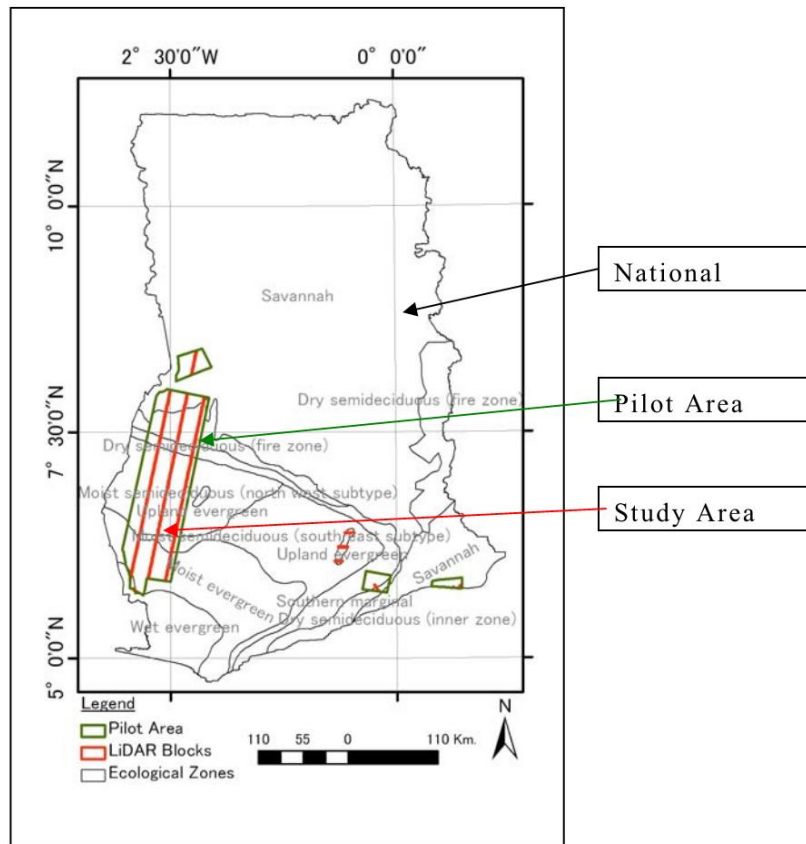 2° 30'0"W
0° 0'0"
10° 0'0"N
National
Savannah
Dry semideciduous (fire zone)
Pilot Area
7° 30'0"N
Dry semideciduous (fire zone)
Moist semideciduous (north west subtype)
Upland evergreen
Study Area
Moist semideciduous (south east subtype)
Upland evergreen
Moist evergreen
Savannah
Southern marginal
Dry semideciduous (inner zone)
Wet evergreen
5° 0'0"N
Legend
Pilot Area
LiDAR Blocks
Ecological Zones
110 55 0 110 Km.
N